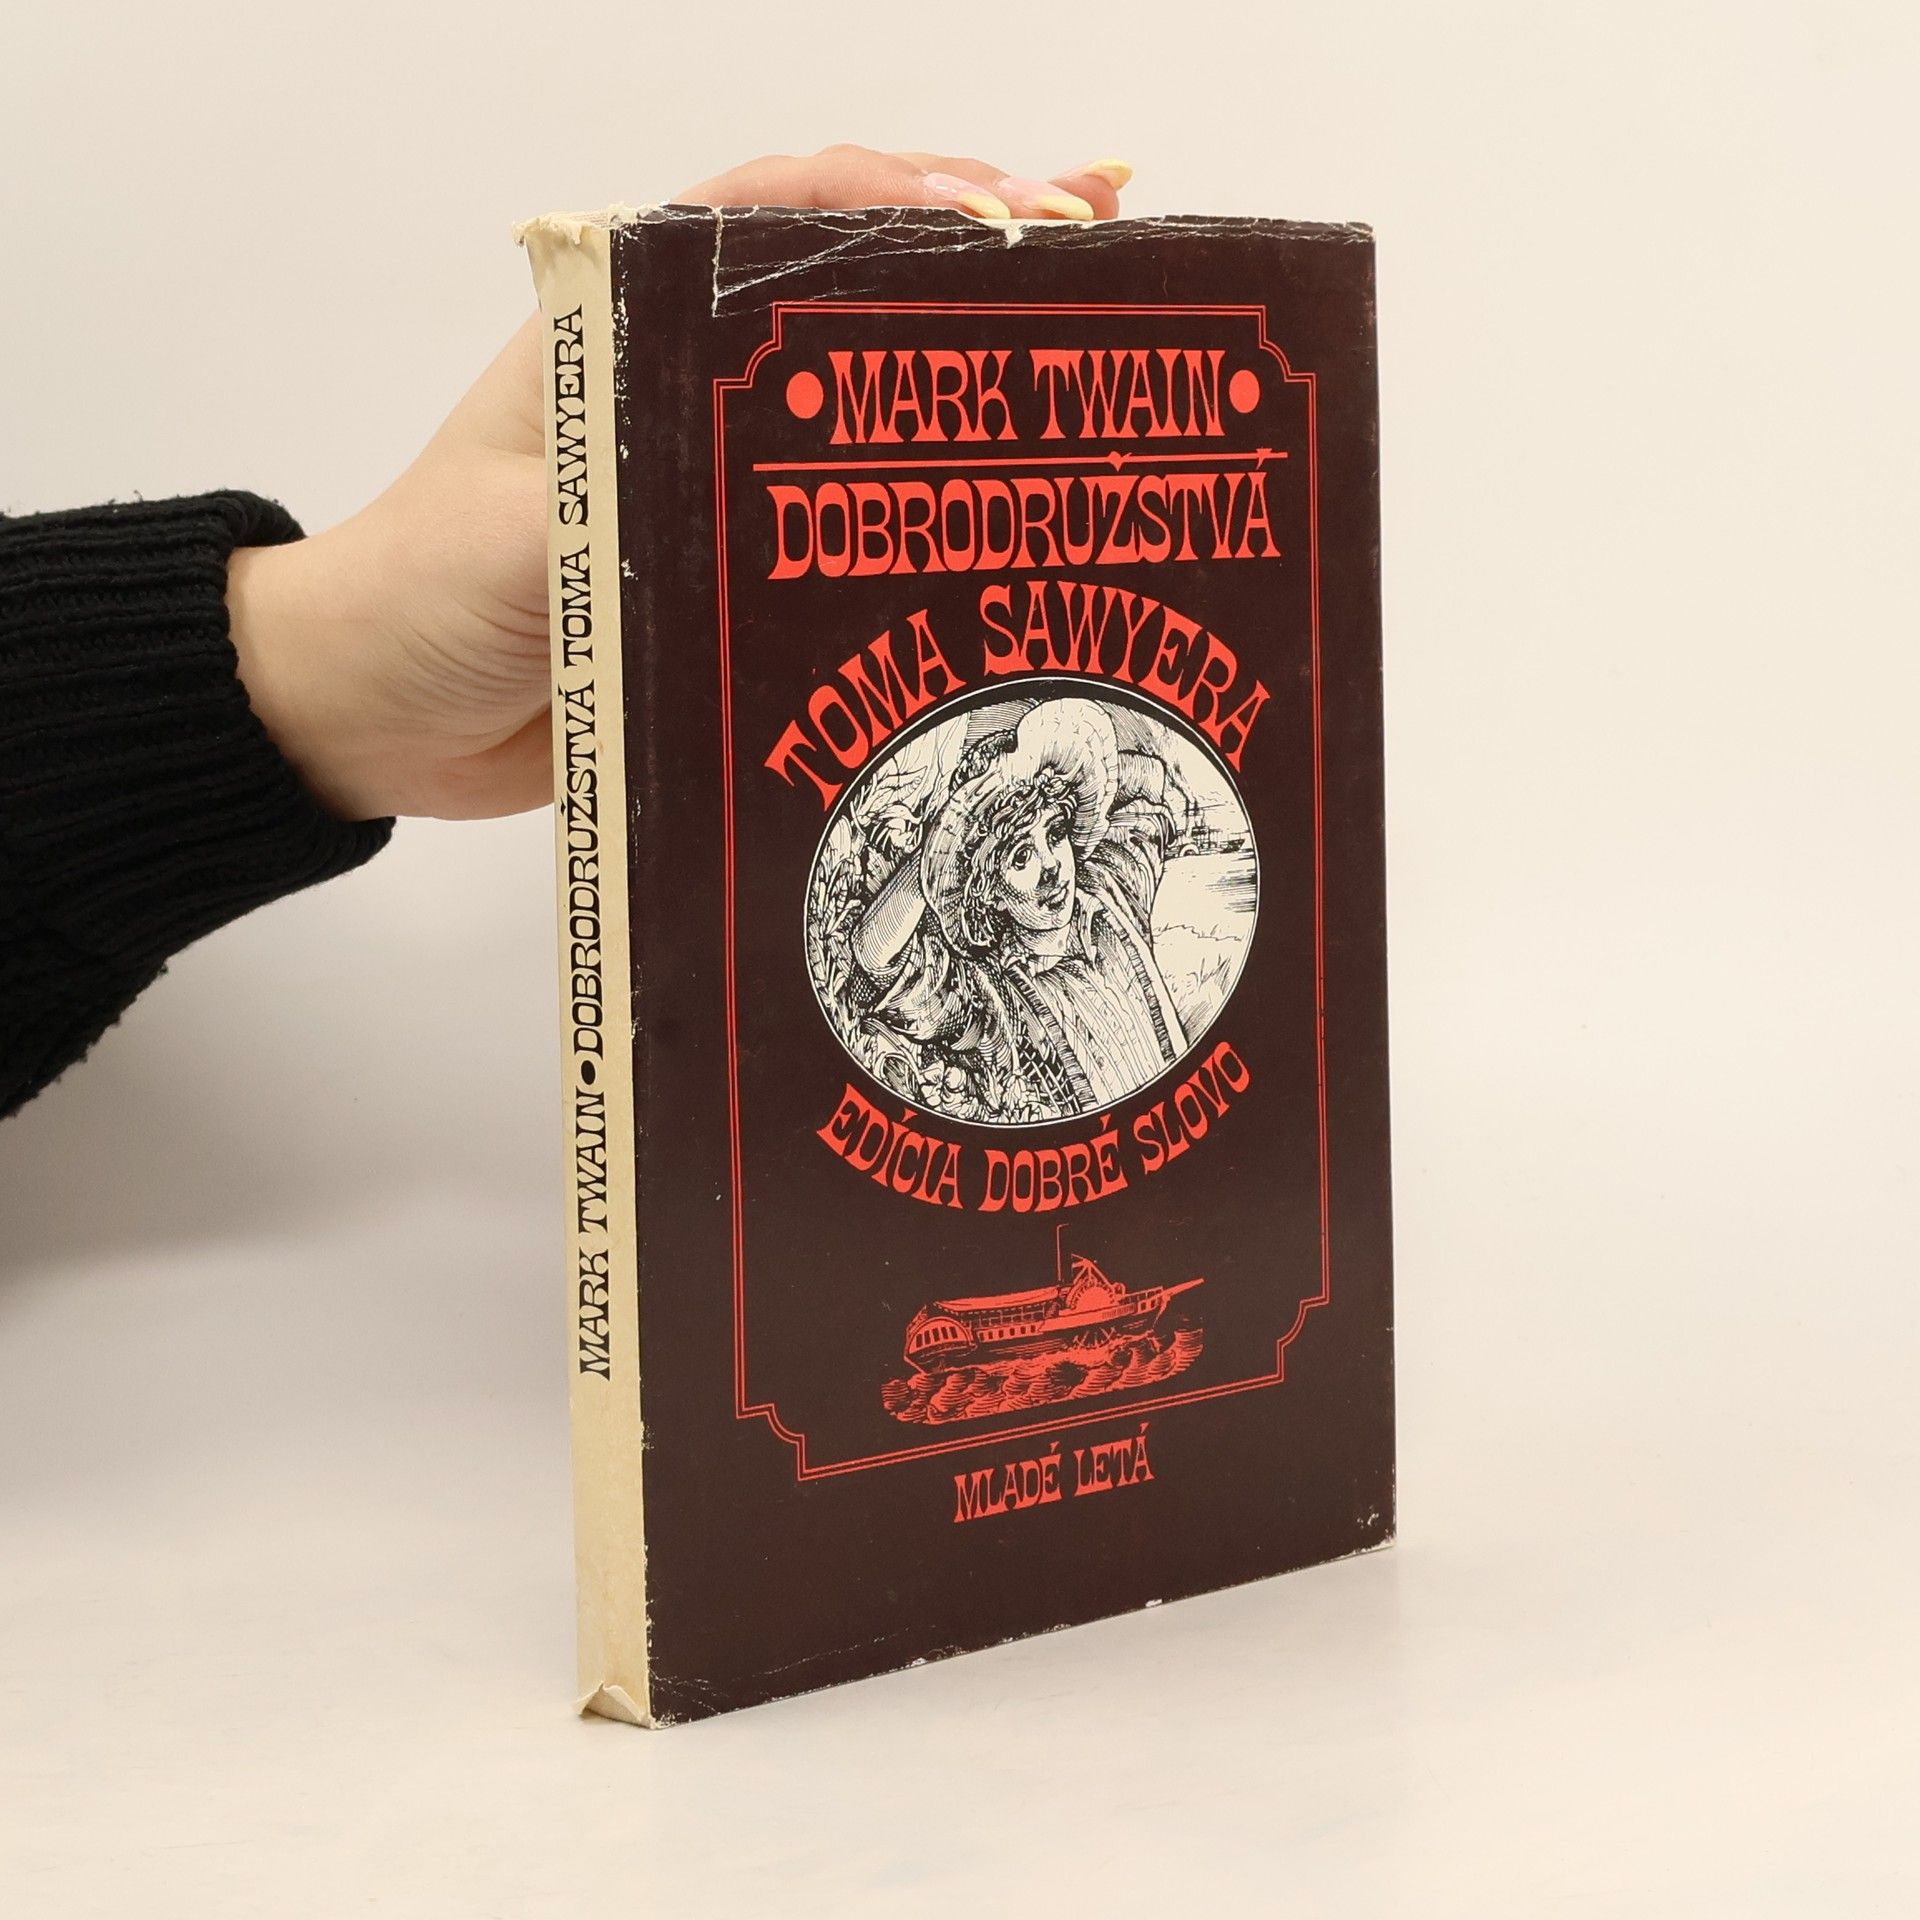 MARK TWAIN • DOBRODRUŽSTVÁ TOMA SAWYERA
• MARK TWAIN •
DOBRODRUŽSTVÁ
TOMA SAWYERA
EDÍCIA DOBRÉ SLOVO
MLADÉ LETÁ